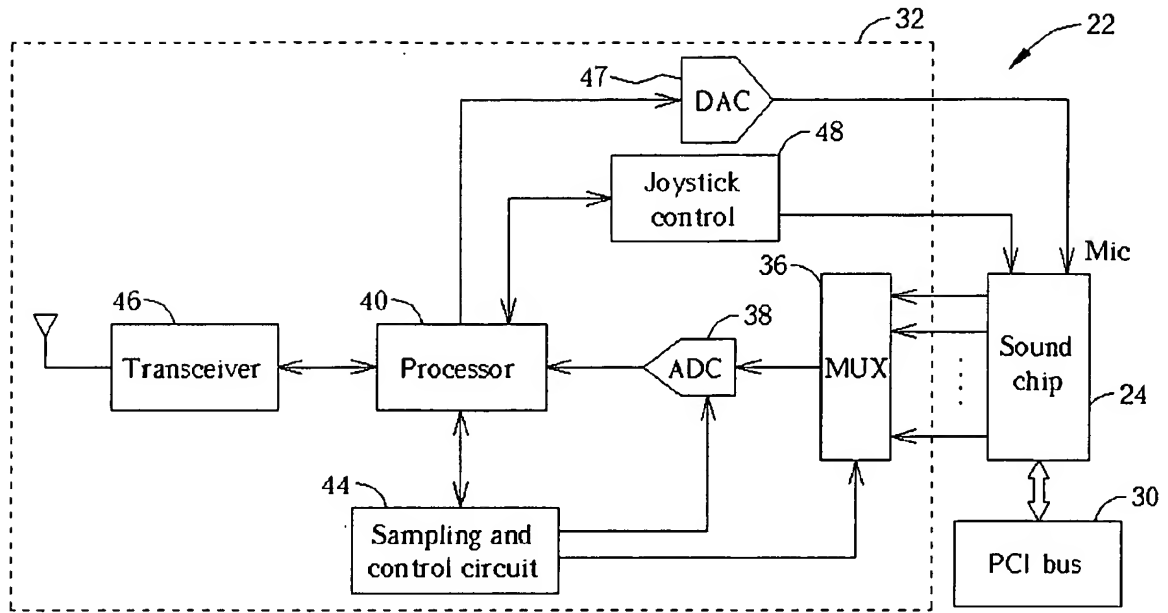 32
22
47
DAC
48
Joystick
control
Mic
36
46
40
38
Transceiver
Processor
ADC
MUX
Sound
chip
24
44
30
Sampling and
control circuit
PCI bus